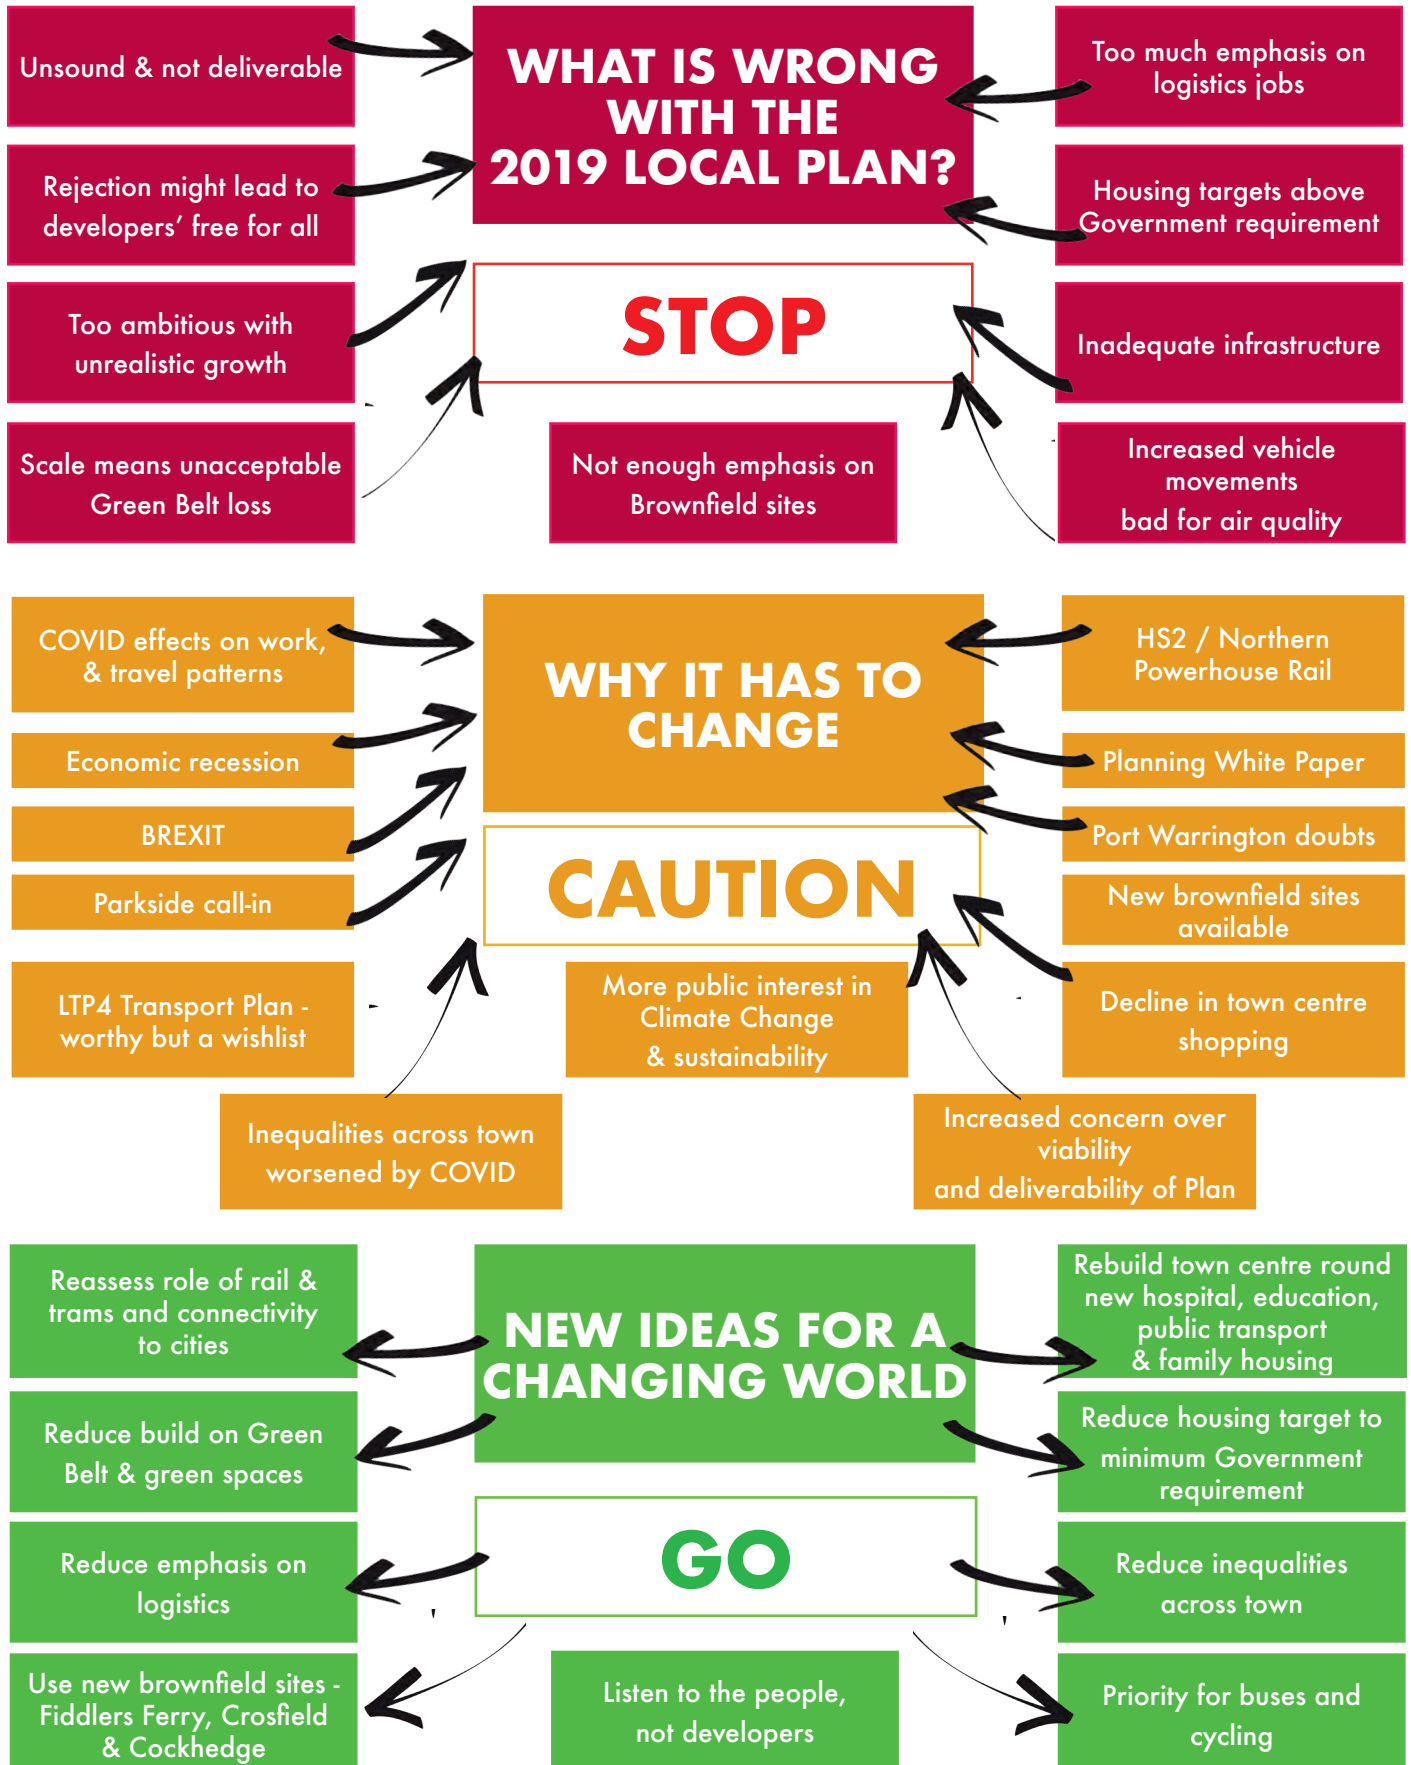 Unsound & not deliverable
WHAT IS WRONG
WITH THE
2019 LOCAL PLAN?
Too much emphasis on
logistics jobs
Rejection might lead to
developers’ free for all
Housing targets above
Government requirement
Too ambitious with
unrealistic growth
STOP
Inadequate infrastructure
Scale means unacceptable
Green Belt loss
Not enough emphasis on
Brownfield sites
Increased vehicle
movements
bad for air quality
COVID effects on work,
& travel patterns
WHY IT HAS TO
CHANGE
HS2 / Northern
Powerhouse Rail
Economic recession
Planning White Paper
BREXIT
Port Warrington doubts
CAUTION
Parkside call-in
New brownfield sites
available
LTP4 Transport Plan -
worthy but a wishlist
More public interest in
Climate Change
& sustainability
Decline in town centre
shopping
Inequalities across town
worsened by COVID
Increased concern over
viability
and deliverability of Plan
Reassess role of rail &
trams and connectivity
to cities
NEW IDEAS FOR A
CHANGING WORLD
Rebuild town centre round
new hospital, education,
public transport
& family housing
Reduce build on Green
Belt & green spaces
Reduce housing target to
minimum Government
requirement
Reduce emphasis on
logistics
GO
Reduce inequalities
across town
Use new brownfield sites -
Fiddlers Ferry, Crosfield
& Cockhedge
Listen to the people,
not developers
Priority for buses and
cycling